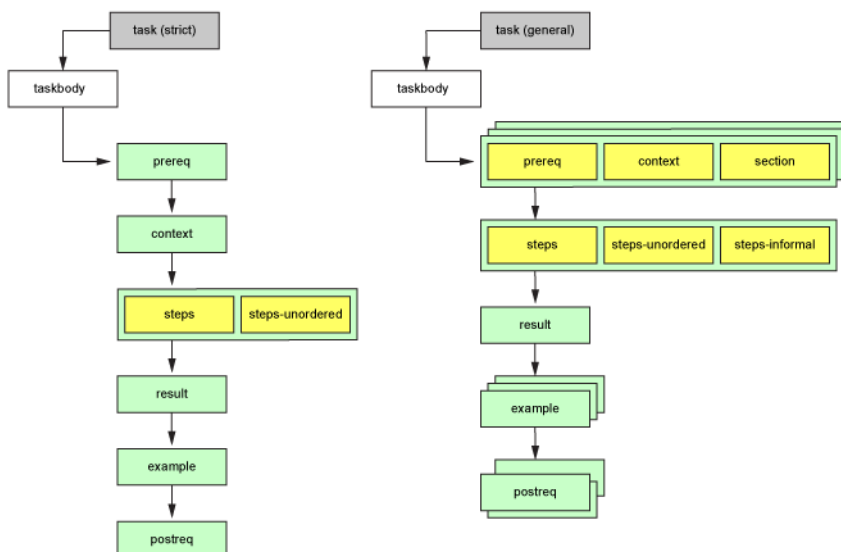 task (strict)
taskbody
prereq
context
steps steps-unordered
result
example
postreq
task (general)
taskbody
prereq context section
steps steps-unordered steps-informal
result
example
postreq